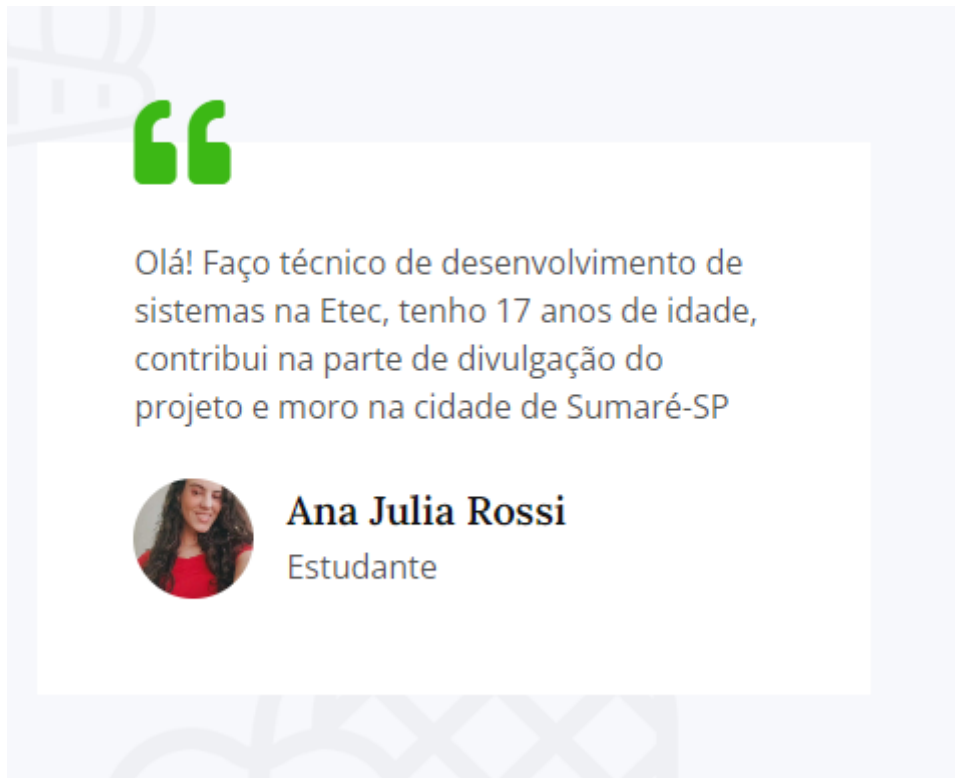 Olá! Faço técnico de desenvolvimento de
sistemas na Etec, tenho 17 anos de idade,
contribui na parte de divulgação do
projeto e moro na cidade de Sumaré-SP
Ana Julia Rossi
Estudante